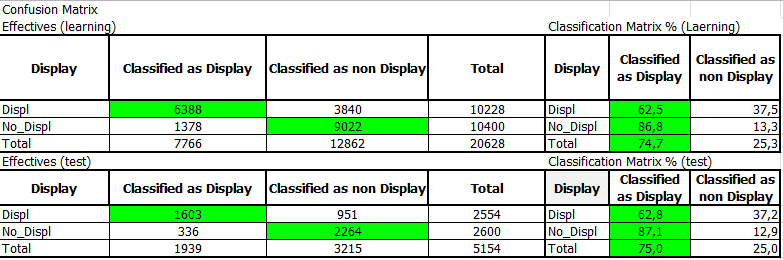 Confusion Matrix
Effectives (learning) Classification Matrix % (Laerning)
Display Classified as Display Classified as non Display Total Display Classified as Display Classified as non Display
Displ 6388 3840 10228 Displ 62,5 37,5
No_Displ 1378 9022 10400 No_Displ 86,8 13,3
Total 7766 12862 20628 Total 74,7 25,3
Effectives (test) Classification Matrix % (test)
Display Classified as Display Classified as non Display Total Display Classified as Display Classified as non Display
Displ 1603 951 2554 Displ 62,8 37,2
No_Displ 336 2264 2600 No_Displ 87,1 12,9
Total 1939 3215 5154 Total 75,0 25,0